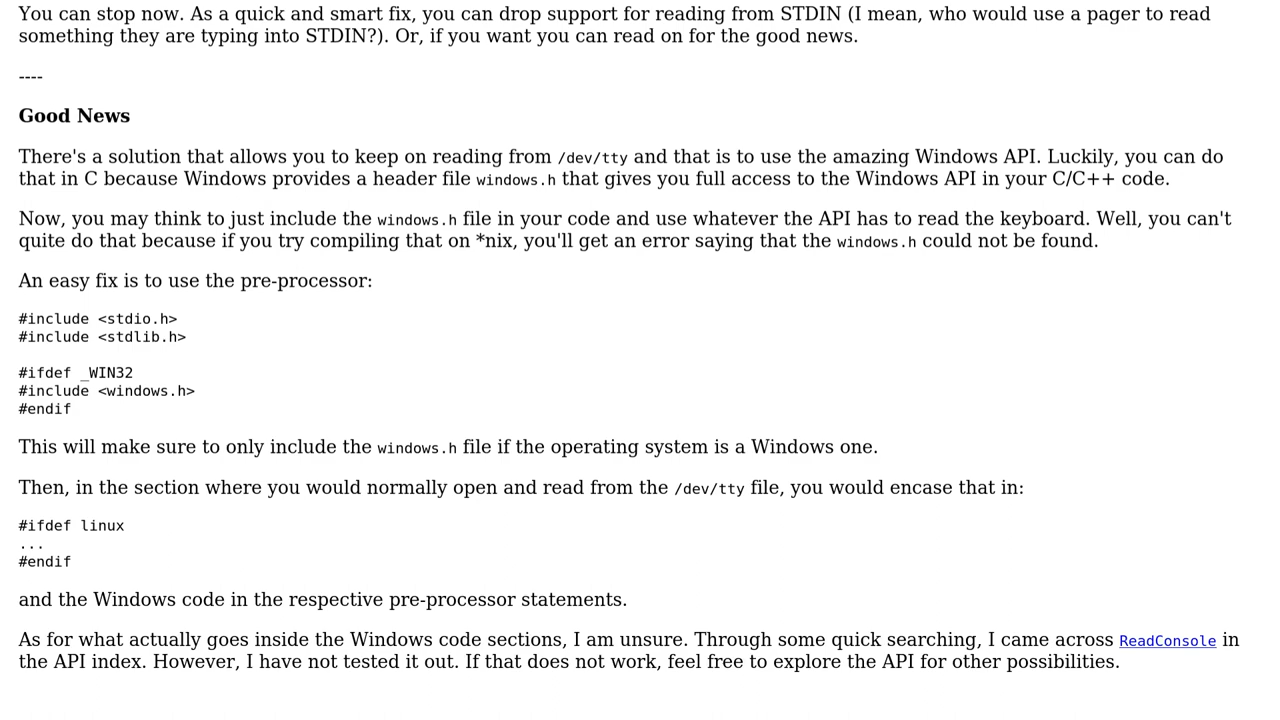 You can stop now. As a quick and smart fix, you can drop support for reading from STDIN (I mean, who would use a pager to read
something they are typing into STDIN?). Or, if you want you can read on for the good news.
----
Good News
There's a solution that allows you to keep on reading from /dev/tty and that is to use the amazing Windows API. Luckily, you can do
that in C because Windows provides a header file windows.h that gives you full access to the Windows API in your C/C++ code.
Now, you may think to just include the windows.h file in your code and use whatever the API has to read the keyboard. Well, you can't
quite do that because if you try compiling that on *nix, you'll get an error saying that the windows.h could not be found.
An easy fix is to use the pre-processor:
#include <stdio.h>
#include <stdlib.h>
#ifdef _WIN32
#include <windows.h>
#endif
This will make sure to only include the windows.h file if the operating system is a Windows one.
Then, in the section where you would normally open and read from the /dev/tty file, you would encase that in:
#ifdef linux
...
#endif
and the Windows code in the respective pre-processor statements.
As for what actually goes inside the Windows code sections, I am unsure. Through some quick searching, I came across ReadConsole in
the API index. However, I have not tested it out. If that does not work, feel free to explore the API for other possibilities.